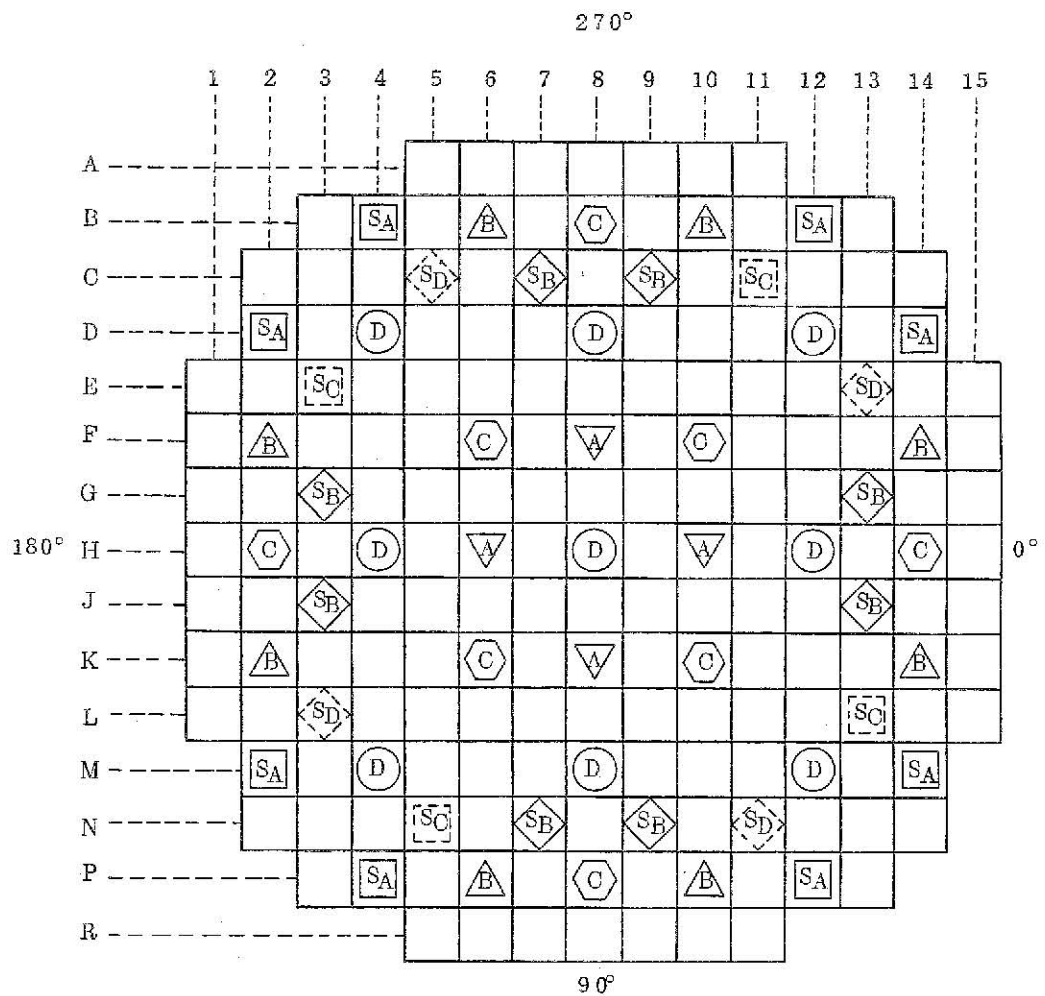 270°
1 2 3 4 5 6 7 8 9 10 11 12 13 14 15
A
B SA B C B SA
C SD SB SB SC
D SA D D D SA
E SC SD
F B C A C B
G SB SB
180° H C D A D A D C 0°
J SB SB
K B C A C B
L SD SC
M SA D D D SA
N SC SB SB SD
P SA B C B SA
R
90°